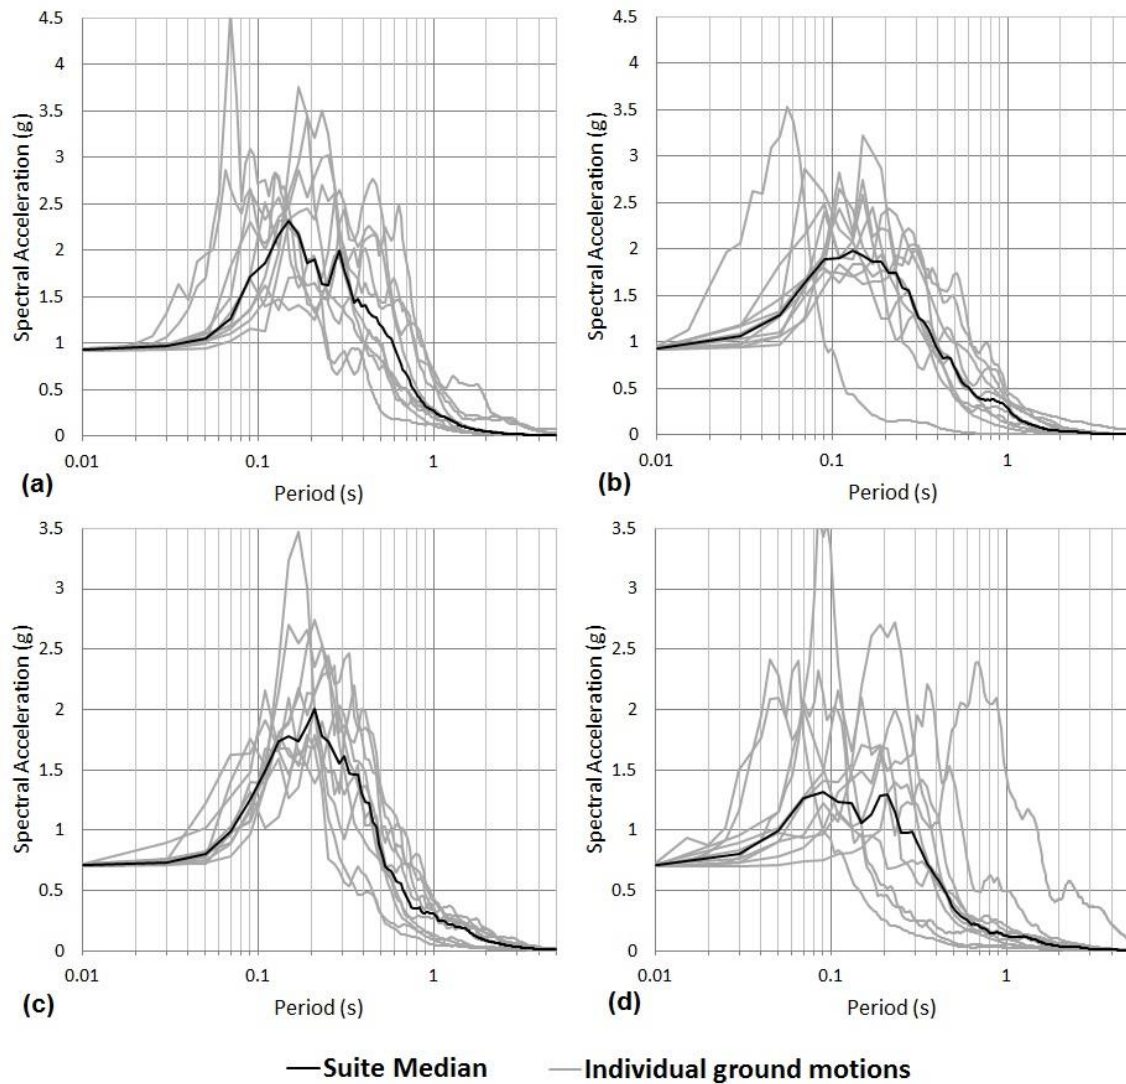 4.5
4
3.5
3
2.5
2
1.5
1
0.5
0
Spectral Acceleration (g)
0.01 0.1 1
Period (s)
(a)
4.5
4
3.5
3
2.5
2
1.5
1
0.5
0
Spectral Acceleration (g)
0.01 0.1 1
Period (s)
(b)
3.5
3
2.5
2
1.5
1
0.5
0
Spectral Acceleration (g)
0.01 0.1 1
Period (s)
(c)
3.5
3
2.5
2
1.5
1
0.5
0
Spectral Acceleration (g)
0.01 0.1 1
Period (s)
(d)
Suite Median Individual ground motions